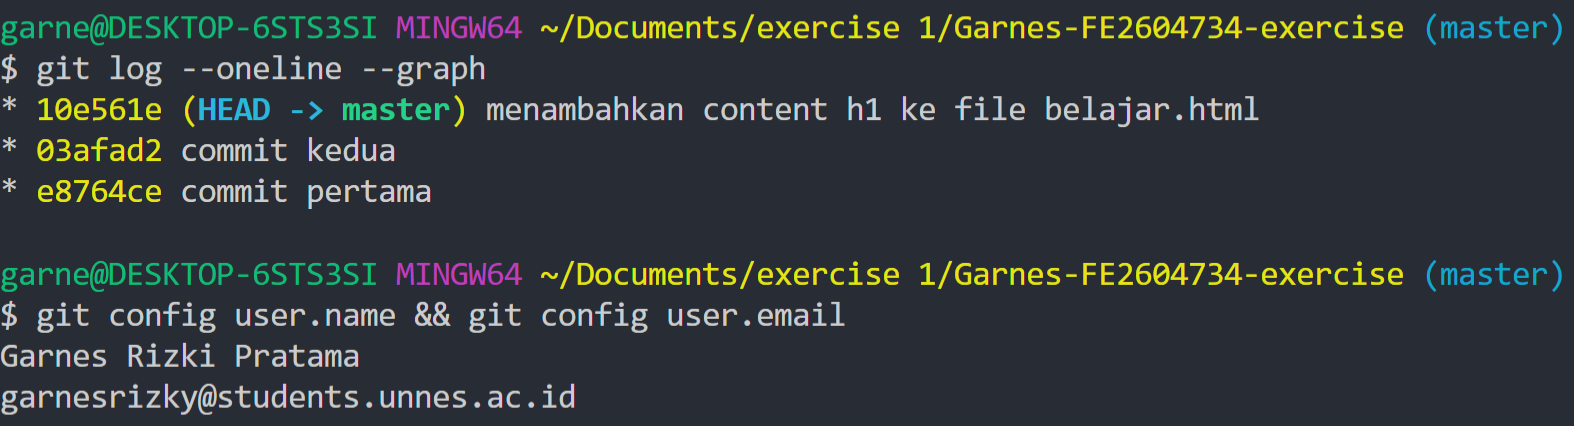 garne@DESKTOP-6STS3SI MINGW64 ~/Documents/exercise 1/Garnes-FE2604734-exercise (master)
$ git log --oneline --graph
* 10e561e (HEAD -> master) menambahkan content h1 ke file belajar.html
* 03afad2 commit kedua
* e8764ce commit pertama
garne@DESKTOP-6STS3SI MINGW64 ~/Documents/exercise 1/Garnes-FE2604734-exercise (master)
$ git config user.name && git config user.email
Garnes Rizki Pratama
garnesrizky@students.unnes.ac.id